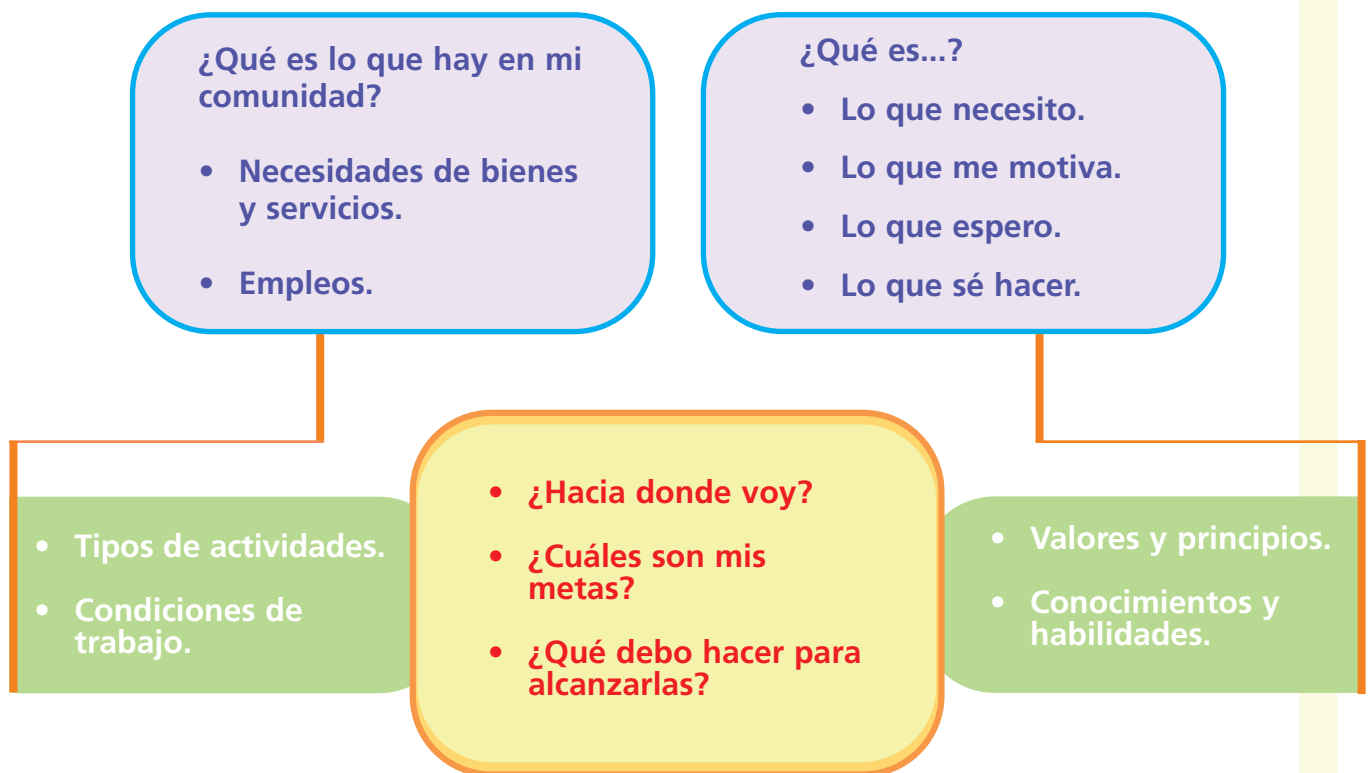 ¿Qué es lo que hay en mi
comunidad?
• Necesidades de bienes
y servicios.
• Empleos.
¿Qué es...?
• Lo que necesito.
• Lo que me motiva.
• Lo que espero.
• Lo que sé hacer.
• Tipos de actividades.
• Condiciones de
trabajo.
• ¿Hacia donde voy?
• ¿Cuáles son mis
metas?
• ¿Qué debo hacer para
alcanzarlas?
• Valores y principios.
• Conocimientos y
habilidades.